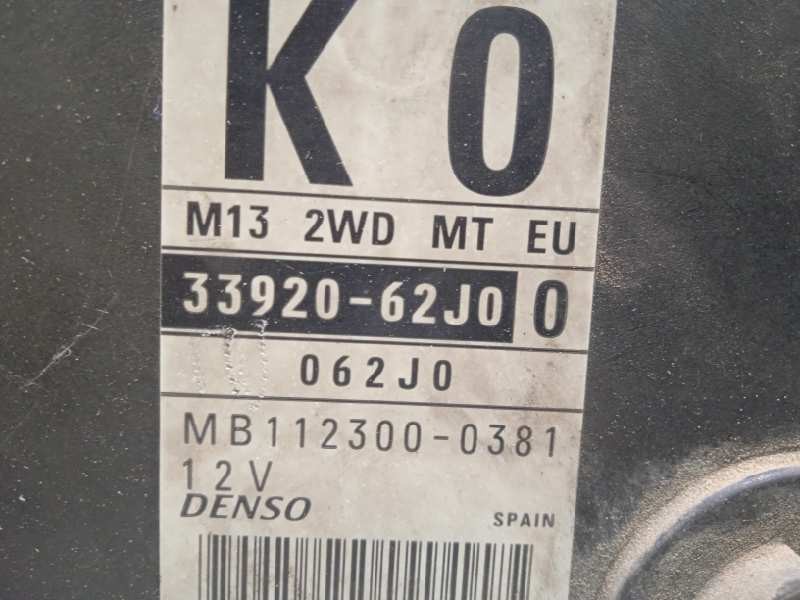 K0
M13 2WD MT EU
33920-62J0 0
062J0
MB112300-0381
12V
DENSO SPAIN